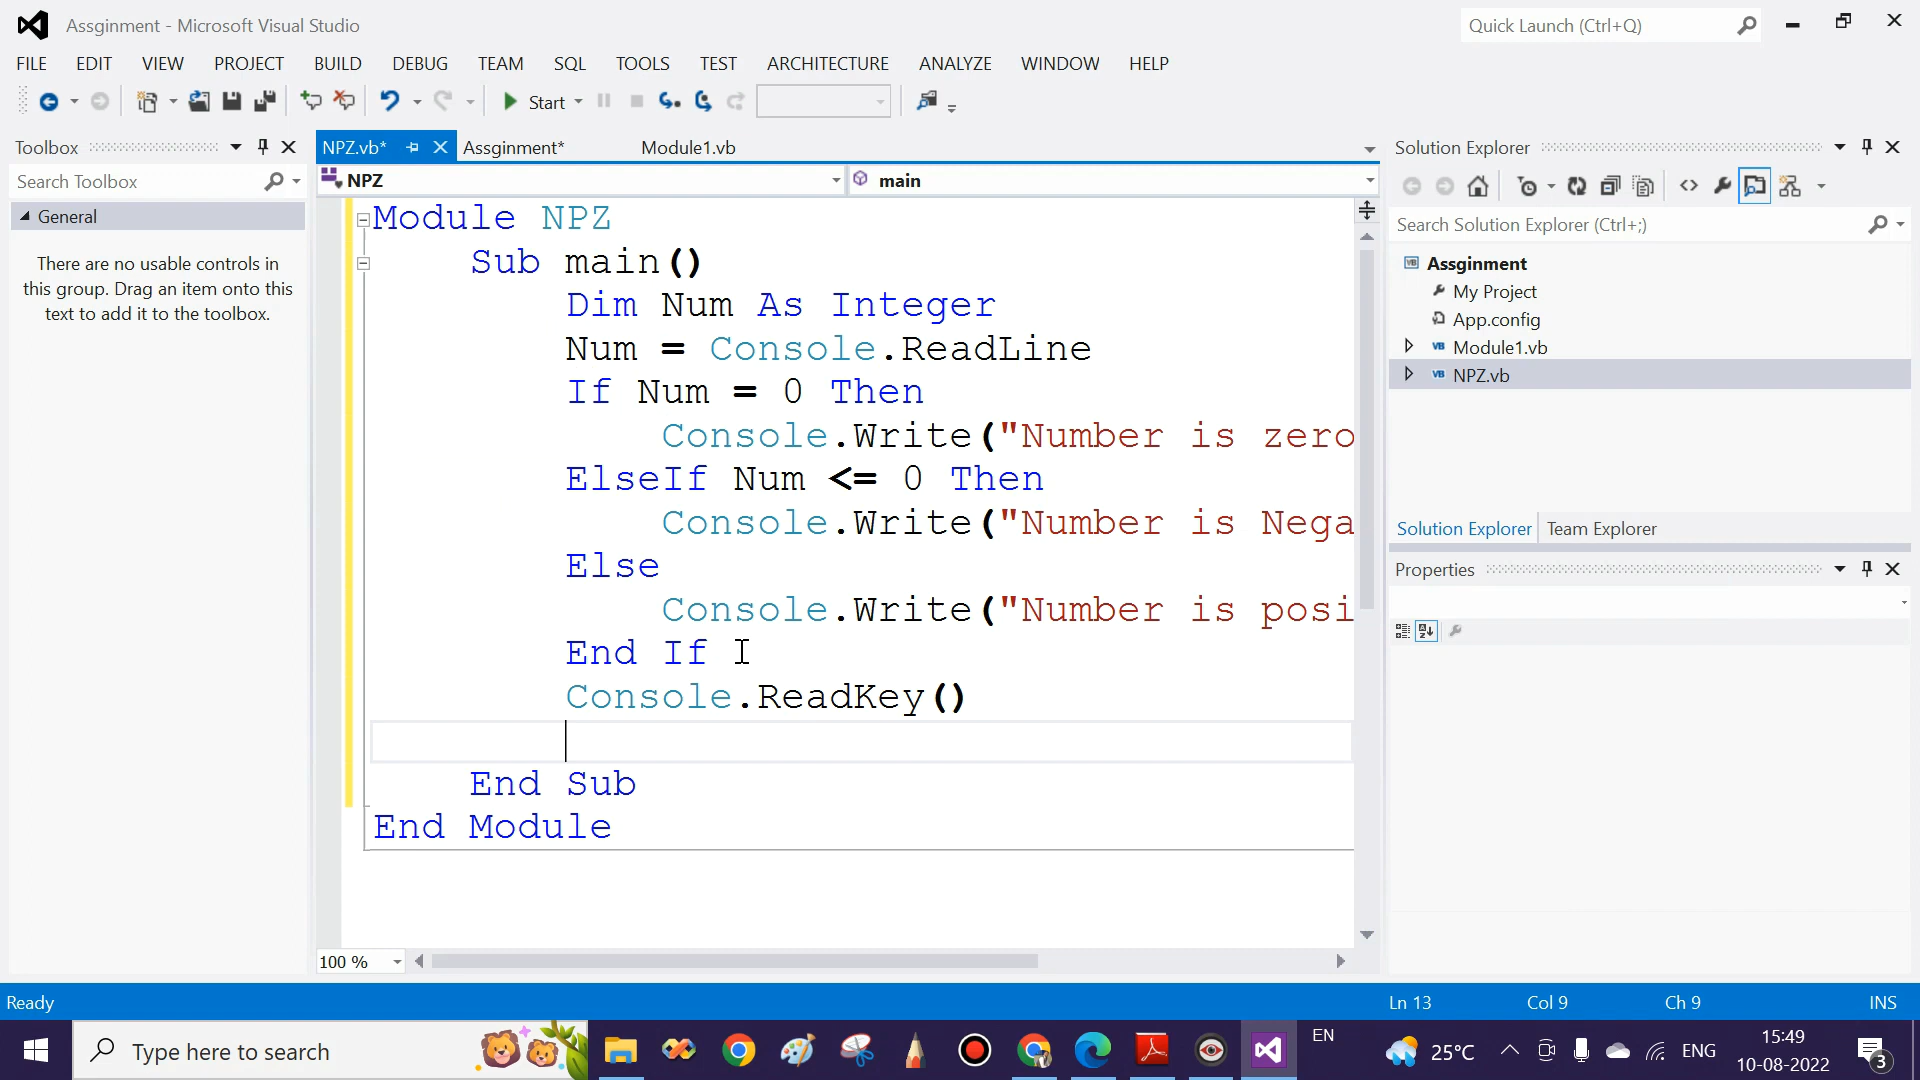 Assginment - Microsoft Visual Studio
Quick Launch (Ctrl+Q)
FILE EDIT VIEW PROJECT BUILD DEBUG TEAM SQL TOOLS TEST ARCHITECTURE ANALYZE WINDOW HELP
Start
Toolbox
Search Toolbox
General
There are no usable controls in
this group. Drag an item onto this
text to add it to the toolbox.
NPZ.vb* Assginment* Module1.vb
NPZ main
Module NPZ
Sub main()
Dim Num As Integer
Num = Console.ReadLine
If Num = 0 Then
Console.Write("Number is zero
ElseIf Num <= 0 Then
Console.Write("Number is Nega
Else
Console.Write("Number is posi
End If
Console.ReadKey()
End Sub
End Module
100 %
Solution Explorer
Search Solution Explorer (Ctrl+;)
VB Assginment
My Project
App.config
VB Module1.vb
VB NPZ.vb
Solution Explorer Team Explorer
Properties
Ready Ln 13 Col 9 Ch 9 INS
Type here to search
EN
25°C
ENG
15:49
10-08-2022
3